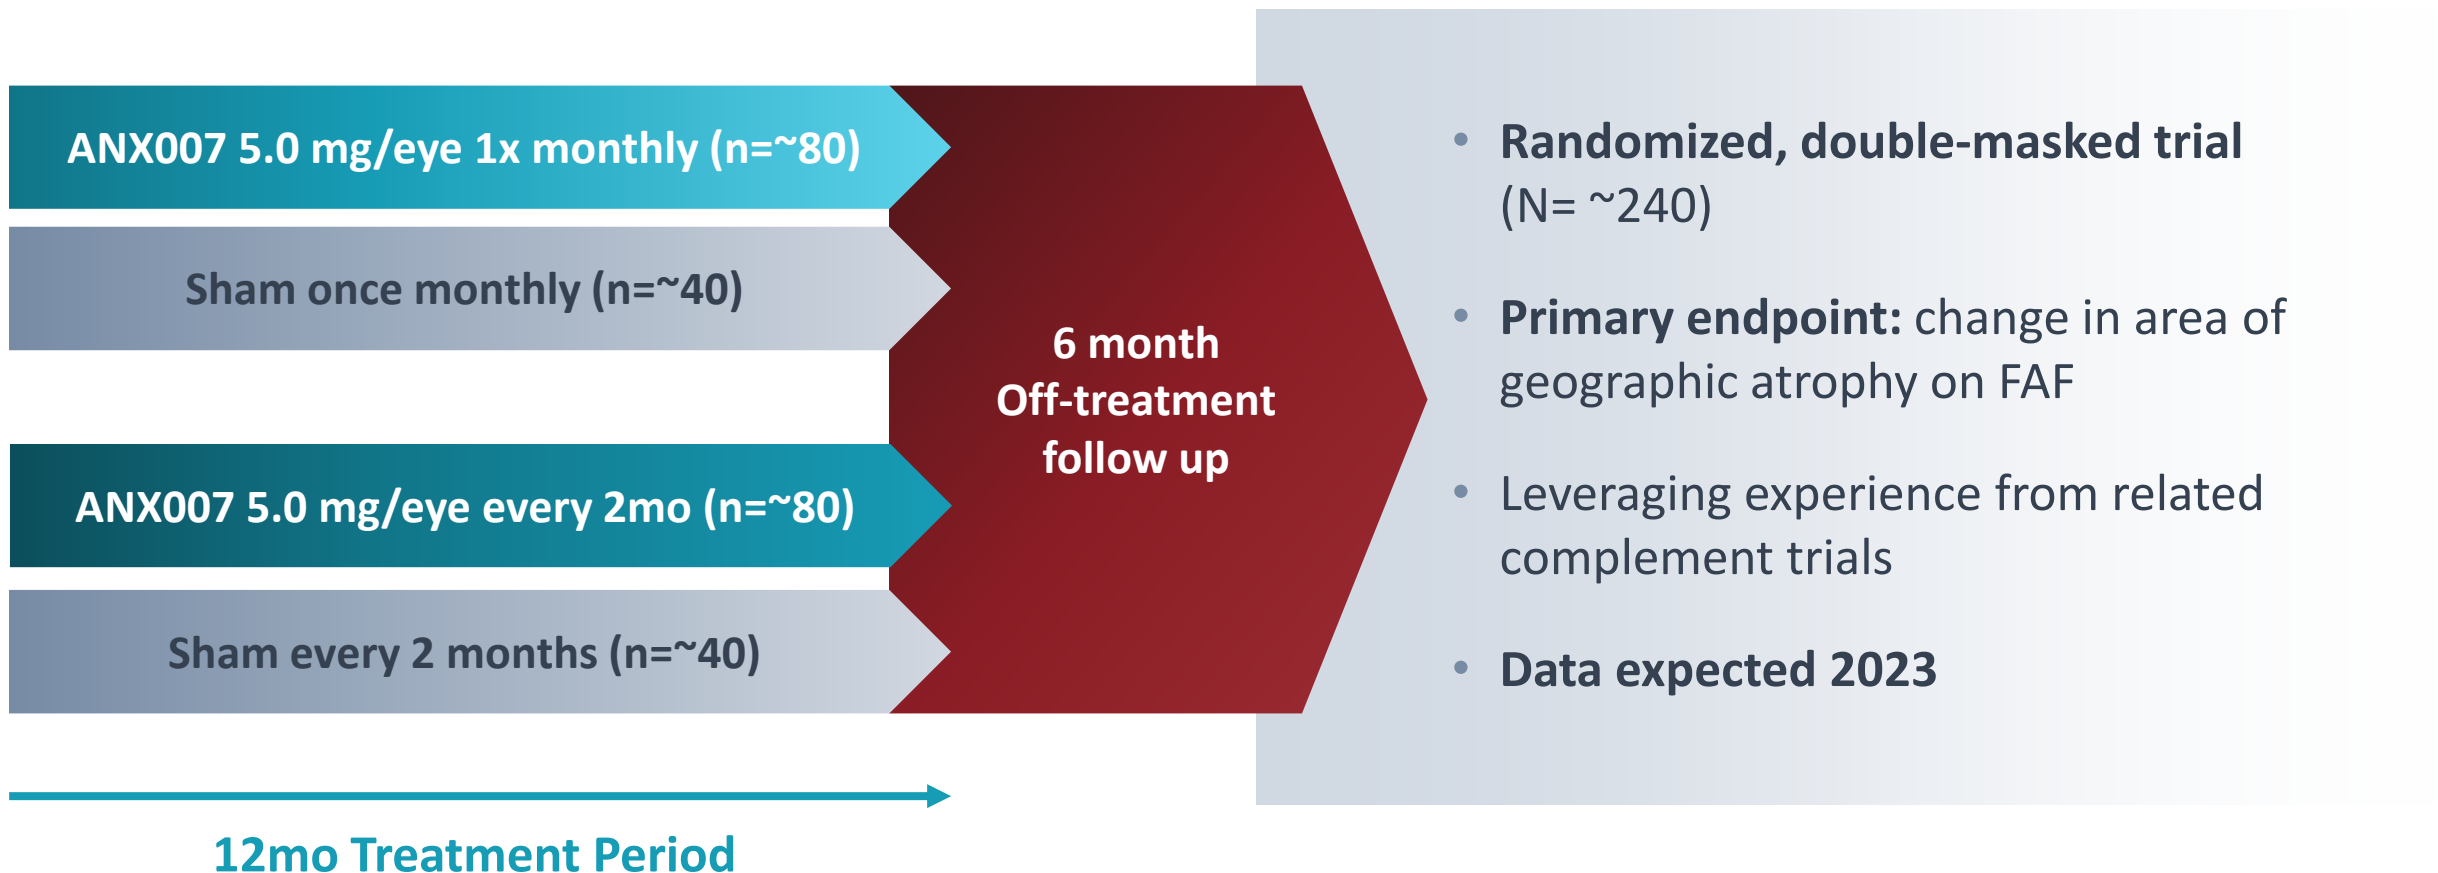 ANX007 5.0 mg/eye 1x monthly (n=~80)
Sham once monthly (n=~40)
ANX007 5.0 mg/eye every 2mo (n=~80)
Sham every 2 months (n=~40)
12mo Treatment Period
6 month
Off-treatment
follow up
• Randomized, double-masked trial
(N= ~240)
• Primary endpoint: change in area of
geographic atrophy on FAF
• Leveraging experience from related
complement trials
• Data expected 2023